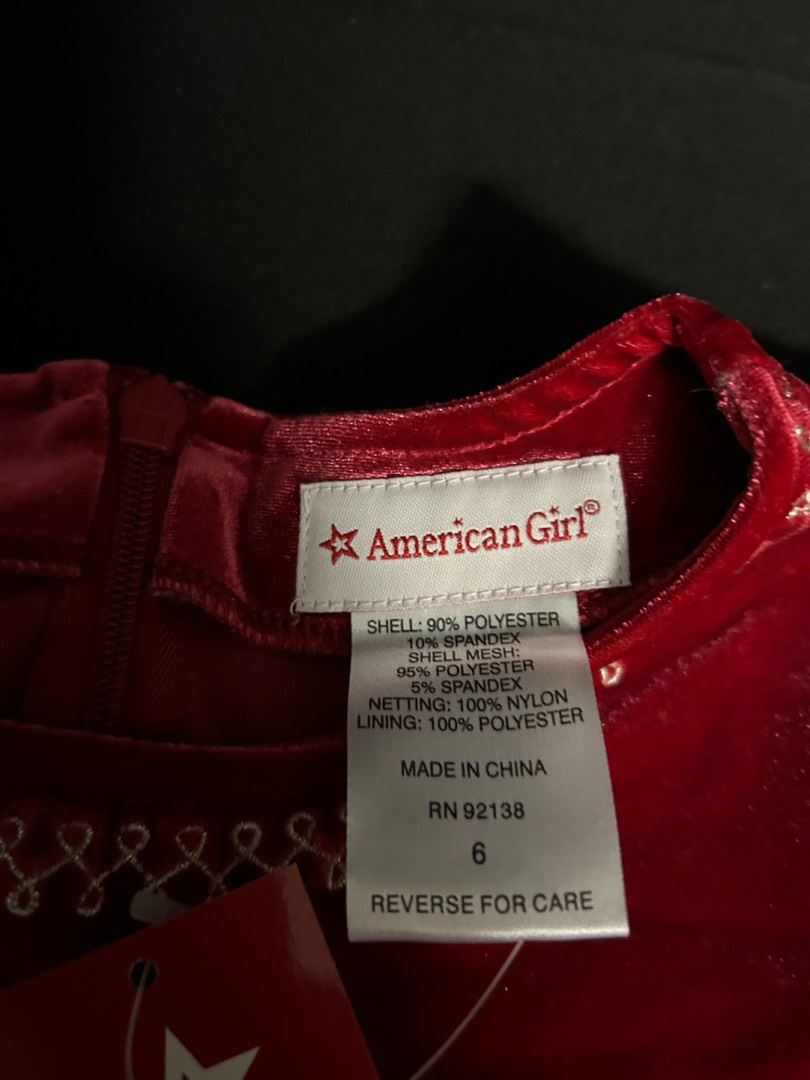 American Girl®
SHELL: 90% POLYESTER
10% SPANDEX
SHELL MESH:
95% POLYESTER
5% SPANDEX
NETTING: 100% NYLON
LINING: 100% POLYESTER
MADE IN CHINA
RN 92138
6
REVERSE FOR CARE